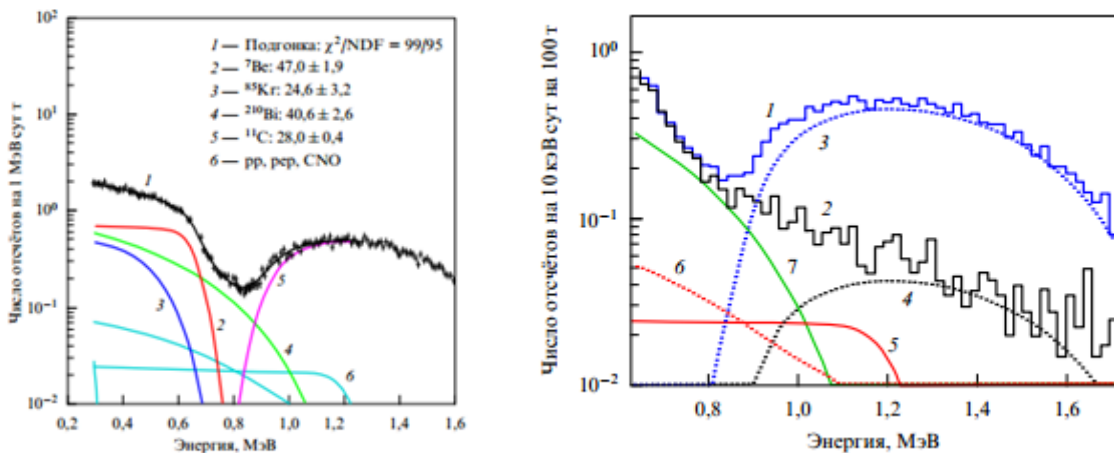 10²
10¹
10⁰
10⁻¹
10⁻²
Число отсчётов на 1 МэВ сут т
1 — Подгонка: χ²/NDF = 99/95
2 — ⁷Be: 47,0 ± 1,9
3 — ⁸⁵Kr: 24,6 ± 3,2
4 — ²¹⁰Bi: 40,6 ± 2,6
5 — ¹¹C: 28,0 ± 0,4
6 — pp, pep, CNO
1
5
3
2
4
6
0,2 0,4 0,6 0,8 1,0 1,2 1,4 1,6
Энергия, МэВ
10⁰
10⁻¹
10⁻²
Число отсчётов на 10 кэВ сут на 100 т
1
3
2
6
7
4
5
0,8 1,0 1,2 1,4 1,6
Энергия, МэВ